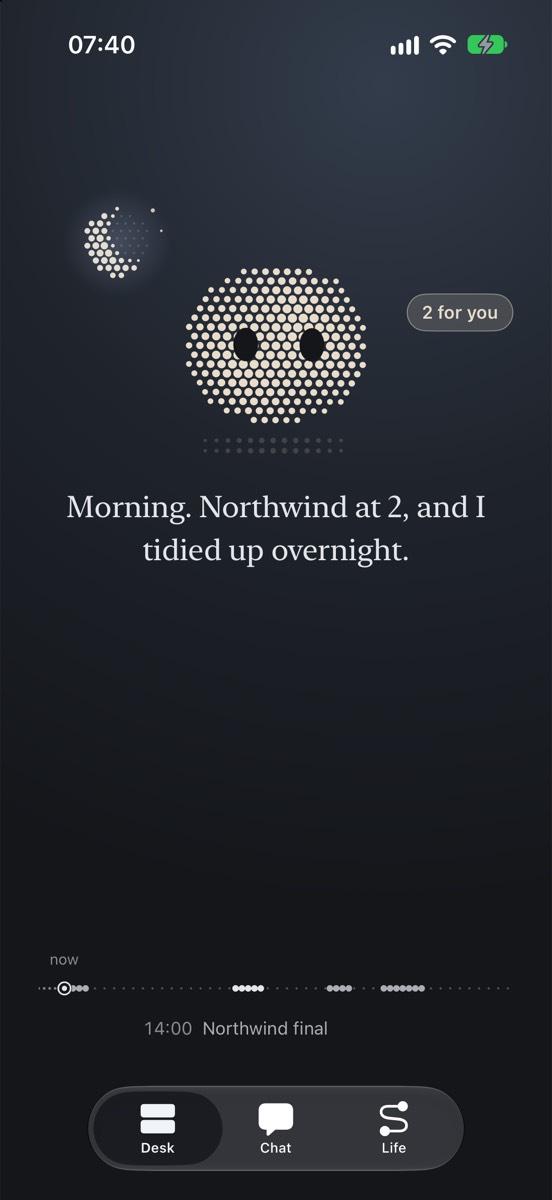 07:40
2 for you
Morning. Northwind at 2, and I
tidied up overnight.
now
14:00 Northwind final
Desk
Chat
Life